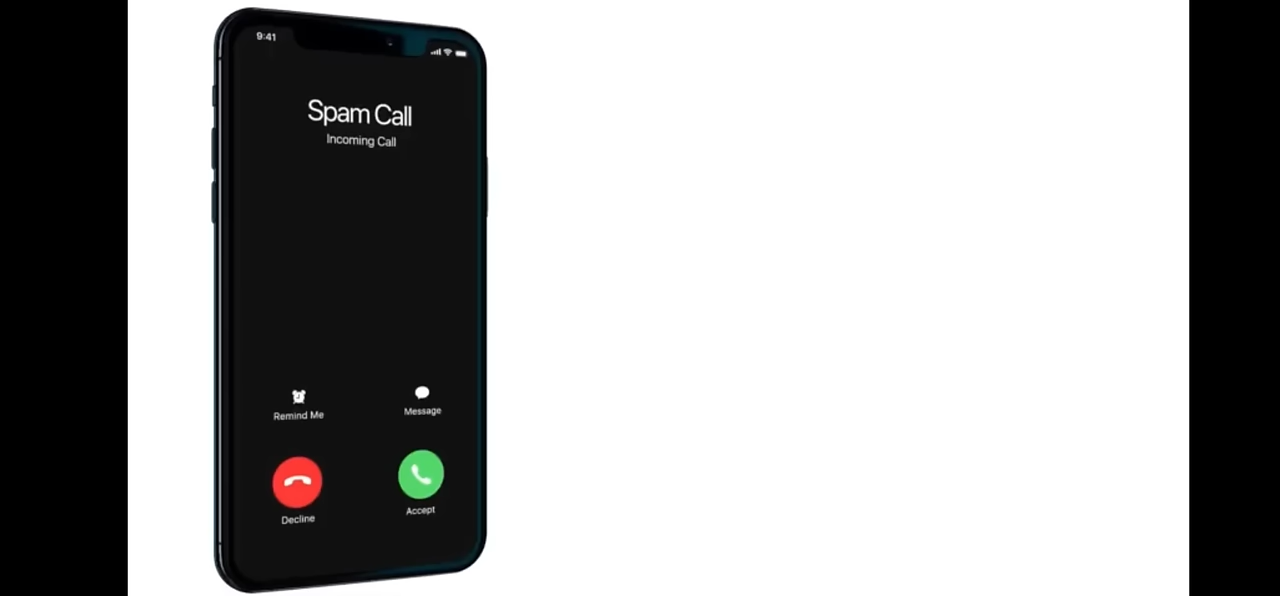 9:41
Spam Call
Incoming Call
Remind Me
Message
Decline
Accept